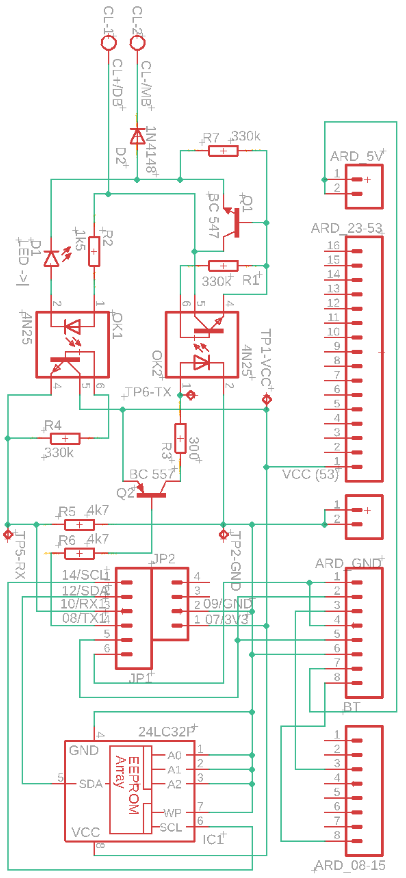 CL-1
CL-2
CL+/DB
CL-/MB
1N4148
D2
R7
330k
ARD_5V
1
2
+
Q1
BC 547
ARD_23-53
16
15
14
13
12
11
10
9
8
7
6
5
4
3
2
1
VCC (53)
D1
LED ->|
R2
1k5
330k
R1
2
1
OK1
4N25
4
5
6
6
5
4
OK2
4N25
1
2
TP1-VCC
TP6-TX
R4
330k
R3
300
BC 557
Q2
1
2
+
R5
4k7
R6
4k7
TP5-RX
TP2-GND
JP2
14/SCL
12/SDA
10/RX1
08/TX1
1
2
3
4
5
6
4
3
2
1
09/GND
07/3V3
JP1
ARD_GND
1
2
3
4
5
6
7
8
BT
24LC32P
4
GND
EEPROM
Array
A0
A1
A2
WP
SCL
1
2
3
7
6
5
SDA
VCC
8
IC1
1
2
3
4
5
6
7
8
ARD_08-15